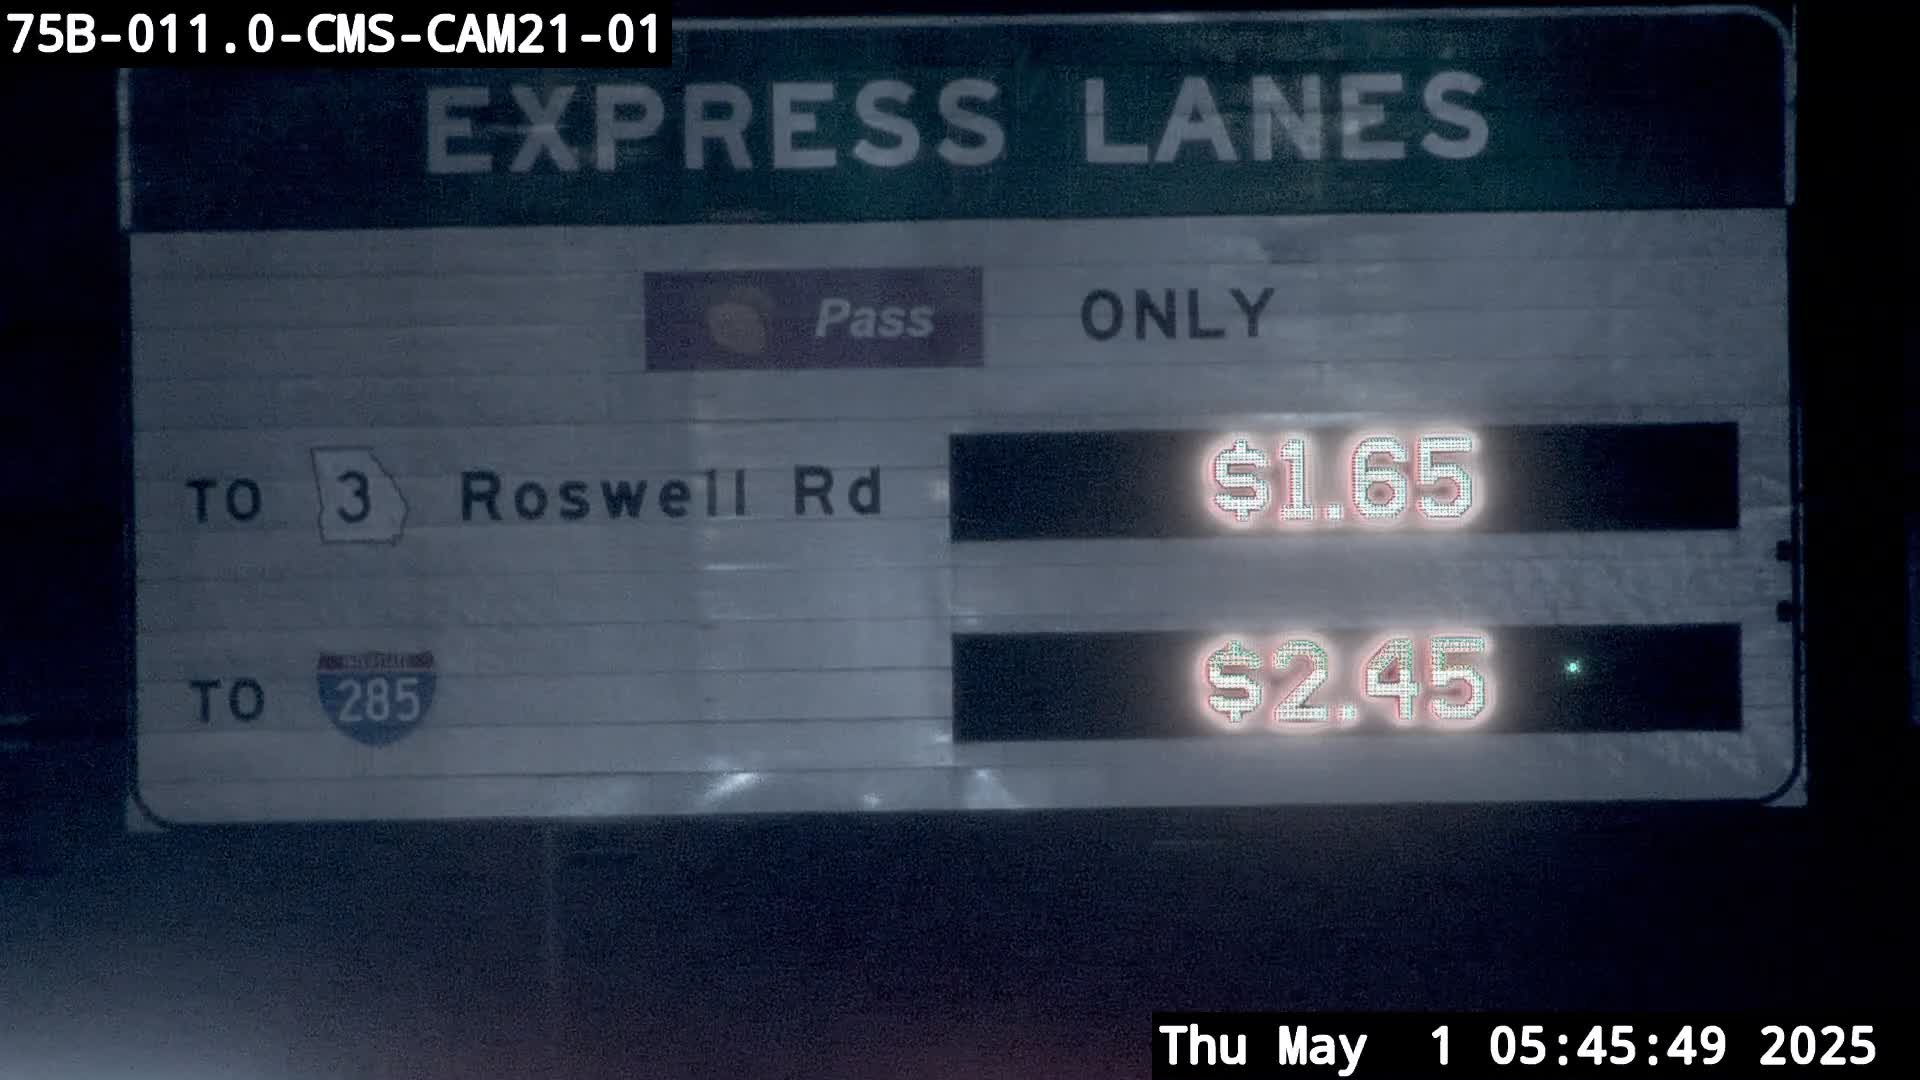 75B-011.0-CMS-CAM21-01
EXPRESS LANES
Pass ONLY
TO 3 Roswell Rd $1.65
TO 285 $2.45
Thu May 1 05:45:49 2025